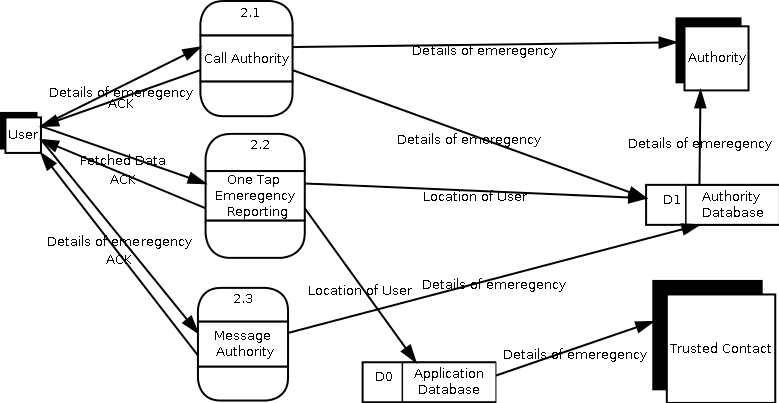 2.1
Call Authority
Details of emeregency
Authority
Details of emeregency
ACK
User
Details of emeregency
Details of emeregency
2.2
Fetched Data
ACK
One Tap
Emeregency
Reporting
Location of User
D1
Authority
Database
Details of emeregency
ACK
Location of User
Details of emeregency
2.3
Message
Authority
Trusted Contact
Details of emeregency
D0
Application
Database